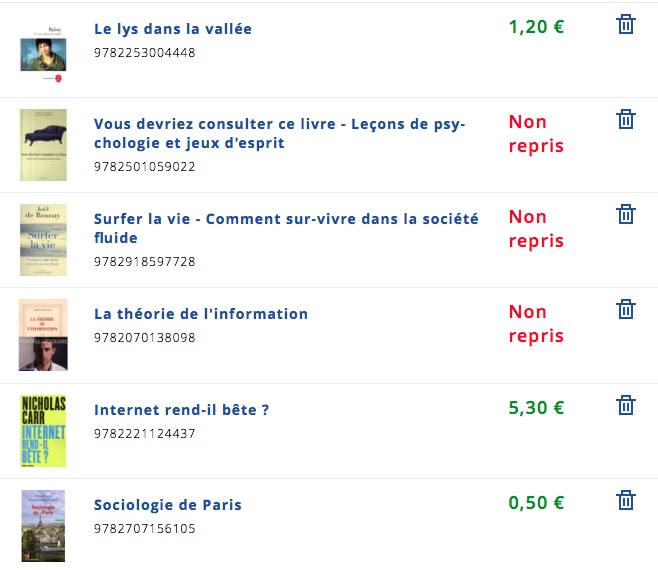 Balzac
Le lys dans la vallée
1,20 €
9782253004448
Vous devriez consulter ce livre - Leçons de psy-
chologie et jeux d'esprit
Non
repris
9782501059022
Joël
de Rosnay
Surfer
la vie
Surfer la vie - Comment sur-vivre dans la société
fluide
Non
repris
9782918597728
LA THÉORIE DE
L'INFORMATION
La théorie de l'information
Non
repris
9782070138098
NICHOLAS
CARR
INTERNET
REND-IL
BÊTE ?
Internet rend-il bête ?
5,30 €
9782221124437
Sociologie
de Paris
Sociologie de Paris
0,50 €
9782707156105